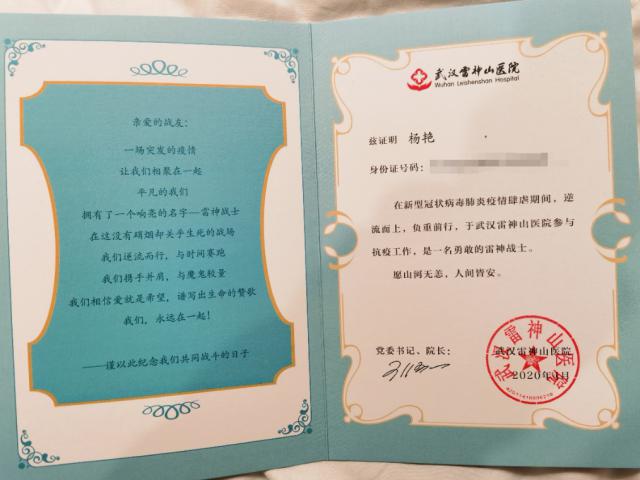 亲爱的战友：
一场突发的疫情
让我们相聚在一起
平凡的我们
拥有了一个响亮的名字—雷神战士
在这没有硝烟却关乎生死的战场
我们逆流而行，与时间赛跑
我们携手并肩，与魔鬼较量
我们相信爱就是希望，谱写出生命的赞歌
我们，永远在一起！
——谨以此纪念我们共同战斗的日子
武汉雷神山医院
Wuhan Leishenshan Hospital
兹证明 杨艳
身份证号码：
在新型冠状病毒肺炎疫情肆虐期间，逆
流而上，负重前行，于武汉雷神山医院参与
抗疫工作，是一名勇敢的雷神战士。
愿山河无恙，人间皆安。
党委书记、院长：
武汉雷神山医院
武汉雷神山医院